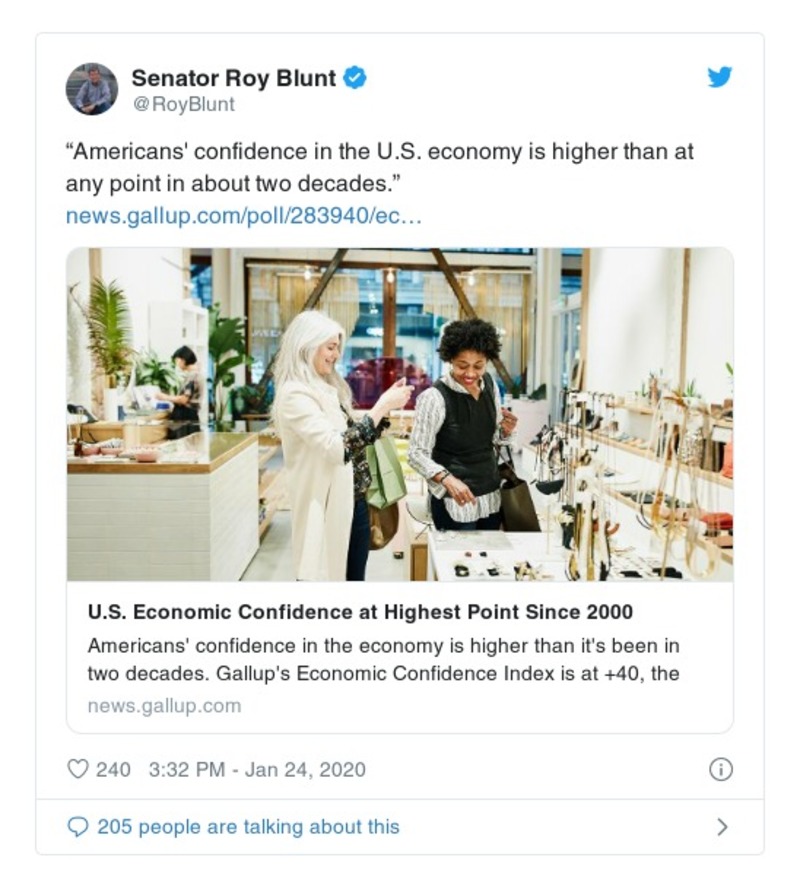 Senator Roy Blunt
@RoyBlunt
“Americans' confidence in the U.S. economy is higher than at
any point in about two decades.”
news.gallup.com/poll/283940/ec…
U.S. Economic Confidence at Highest Point Since 2000
Americans' confidence in the economy is higher than it's been in
two decades. Gallup's Economic Confidence Index is at +40, the
news.gallup.com
240 3:32 PM - Jan 24, 2020
205 people are talking about this